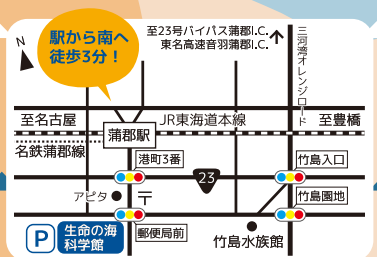 駅から南へ
徒歩3分！
N
至23号バイパス蒲郡I.C.
東名高速音羽蒲郡I.C.
三河湾オレンジロード
至名古屋
JR東海道本線
至豊橋
蒲郡駅
名鉄蒲郡線
港町3番
23
竹島入口
アピタ
〒
竹島園地
P
生命の海
科学館
郵便局前
竹島水族館